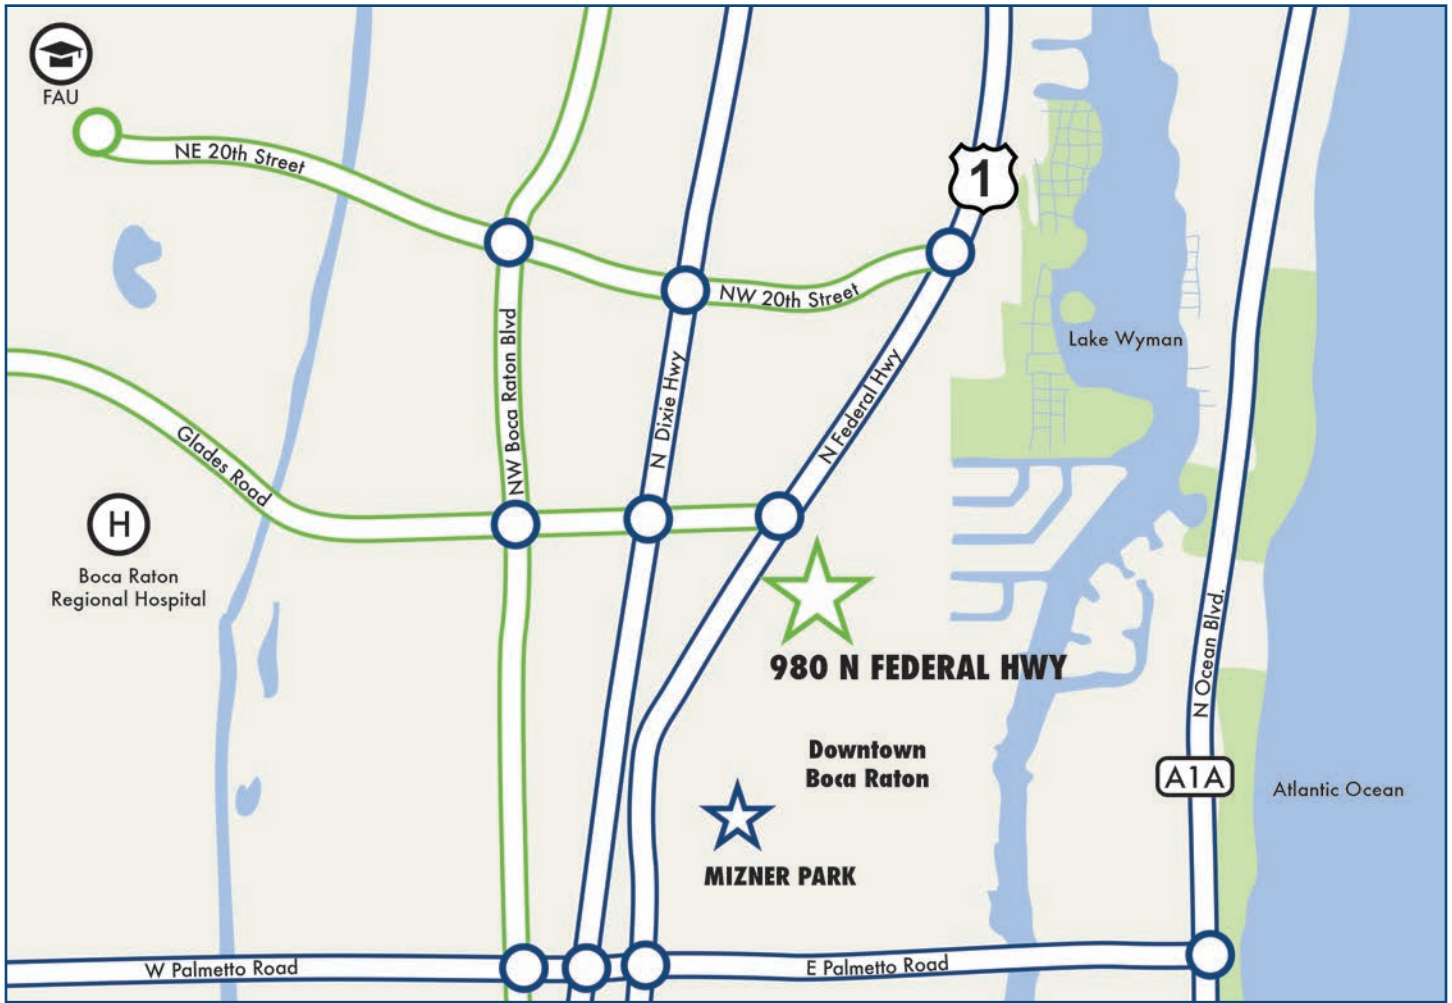 FAU
NE 20th Street
1
NW 20th Street
Lake Wyman
NW Boca Raton Blvd
N Dixie Hwy
N Federal Hwy
Glades Road
H
Boca Raton
Regional Hospital
980 N FEDERAL HWY
N Ocean Blvd.
Downtown
Boca Raton
A1A
Atlantic Ocean
MIZNER PARK
W Palmetto Road
E Palmetto Road